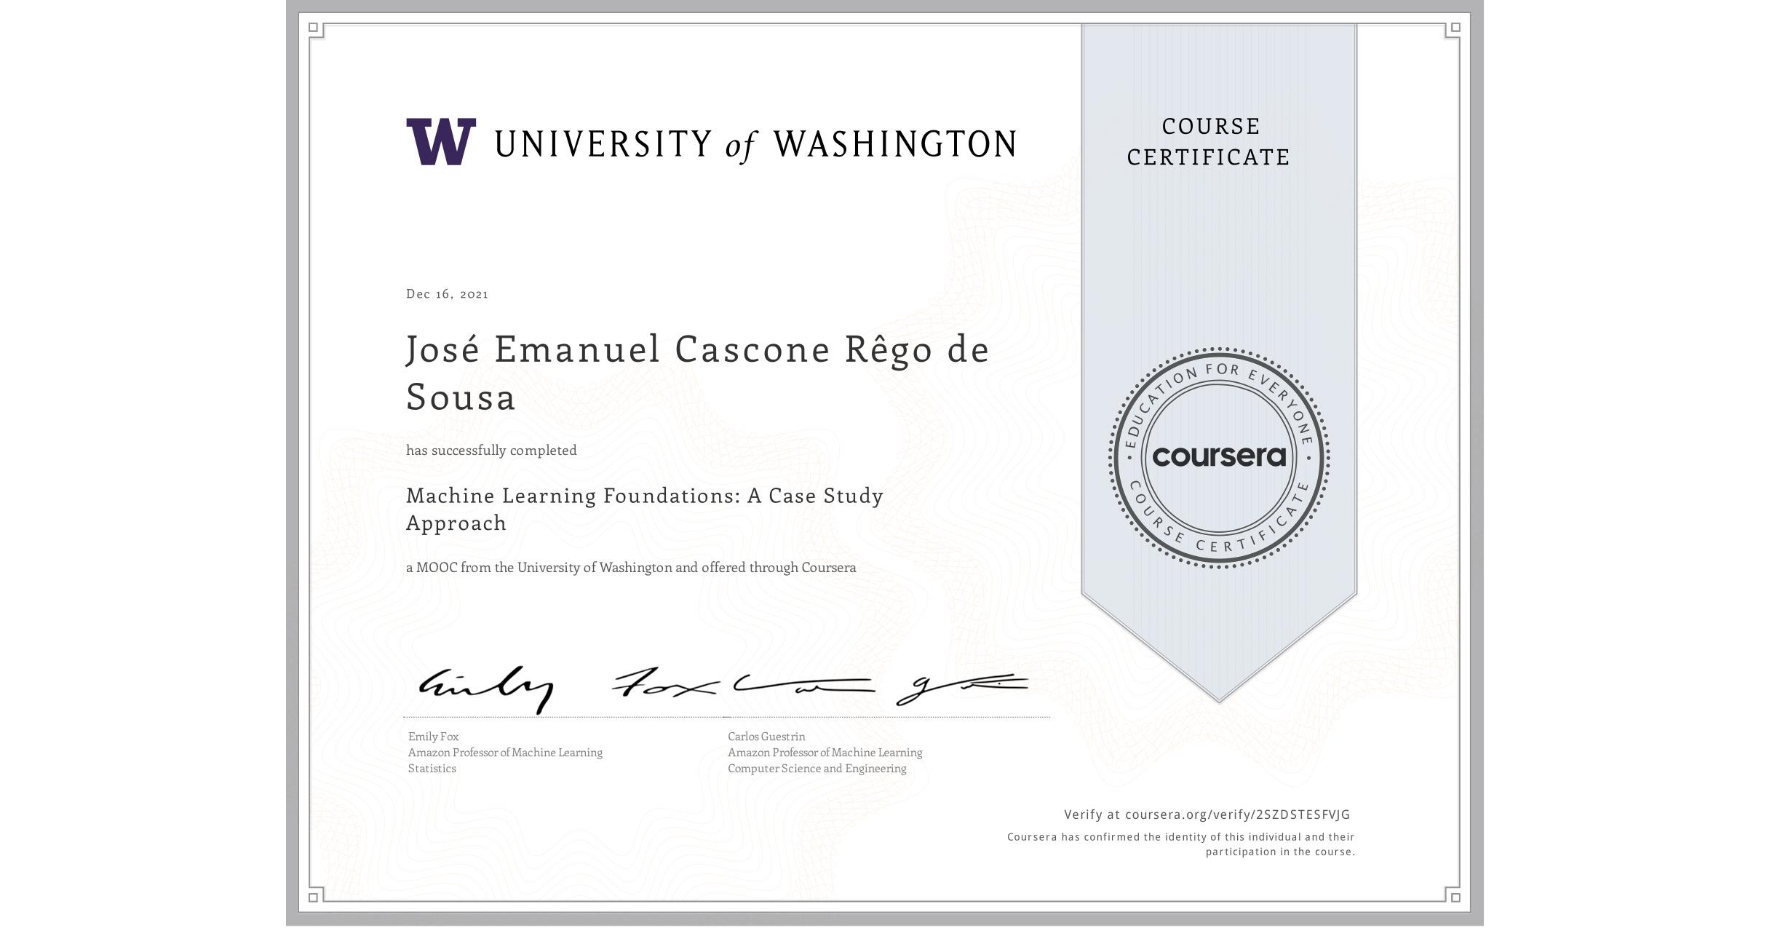 W UNIVERSITY of WASHINGTON
COURSE
CERTIFICATE
Dec 16, 2021
José Emanuel Cascone Rêgo de
Sousa
has successfully completed
Machine Learning Foundations: A Case Study
Approach
a MOOC from the University of Washington and offered through Coursera
EDUCATION FOR EVERYONE
coursera
COURSE CERTIFICATE
Emily Fox
Emily Fox
Amazon Professor of Machine Learning
Statistics
Carlos Guestrin
Amazon Professor of Machine Learning
Computer Science and Engineering
Verify at coursera.org/verify/2SZDSTESFVJG
Coursera has confirmed the identity of this individual and their
participation in the course.